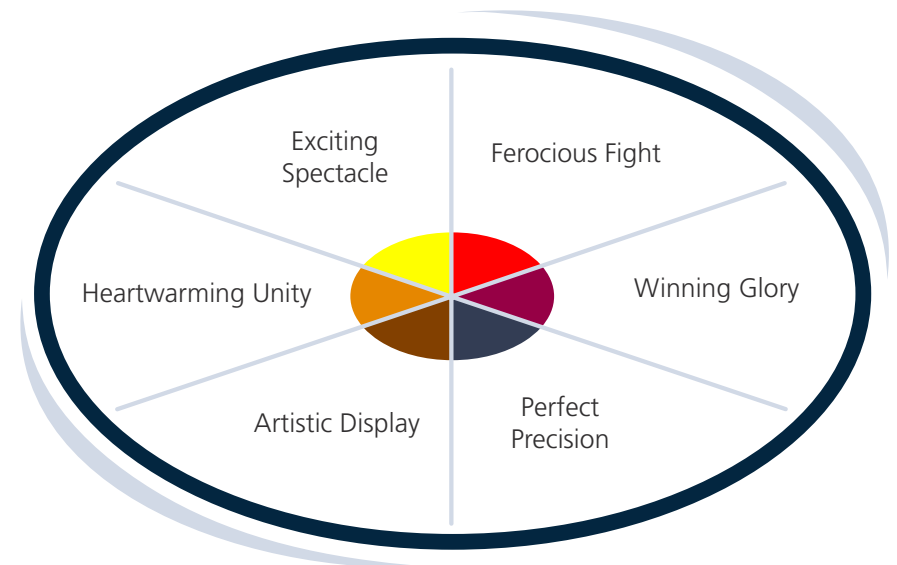 Exciting
Spectacle
Ferocious Fight
Heartwarming Unity
Winning Glory
Artistic Display
Perfect
Precision